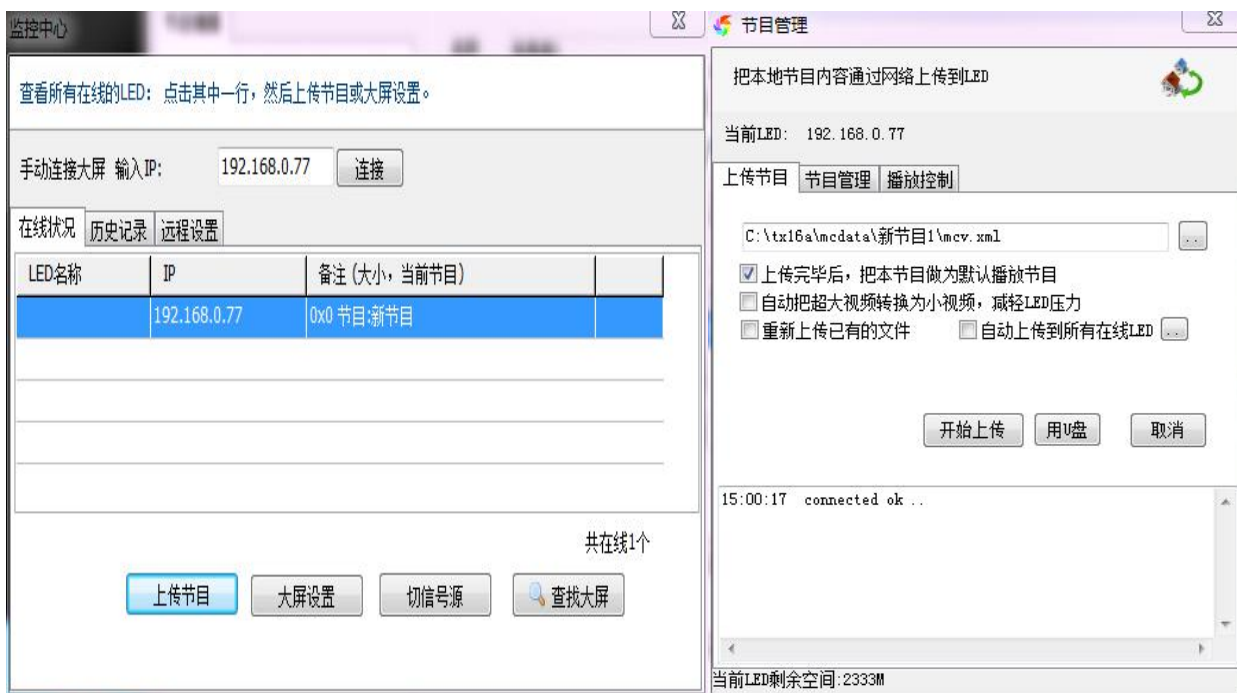 监控中心
查看所有在线的LED: 点击其中一行，然后上传节目或大屏设置。
手动连接大屏 输入IP: 192.168.0.77 连接
在线状况 历史记录 远程设置
LED名称 IP 备注(大小，当前节目)
192.168.0.77 0x0 节目:新节目
共在线1个
上传节目 大屏设置 切信号源 查找大屏
节目管理
把本地节目内容通过网络上传到LED
当前LED: 192.168.0.77
上传节目 节目管理 播放控制
C:\tx16a\mcdata\新节目1\mcv.xml ..
上传完毕后，把本节目做为默认播放节目
自动把超大视频转换为小视频，减轻LED压力
重新上传已有的文件 自动上传到所有在线LED ..
开始上传 用U盘 取消
15:00:17 connected ok ..
当前LED剩余空间:2333M